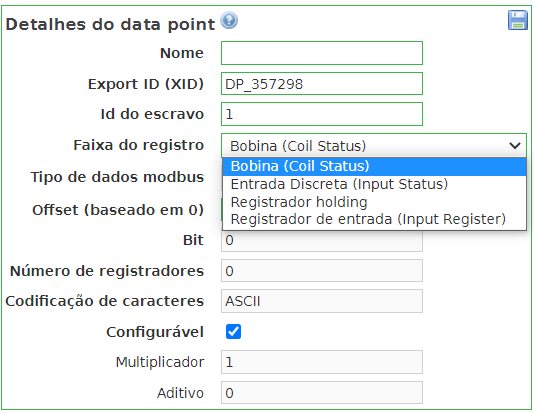 Detalhes do data point
Nome
Export ID (XID) DP_357298
Id do escravo 1
Faixa do registro Bobina (Coil Status)
Bobina (Coil Status)
Entrada Discreta (Input Status)
Registrador holding
Registrador de entrada (Input Register)
Tipo de dados modbus
Offset (baseado em 0)
Bit 0
Número de registradores 0
Codificação de caracteres ASCII
Configurável
Multiplicador 1
Aditivo 0